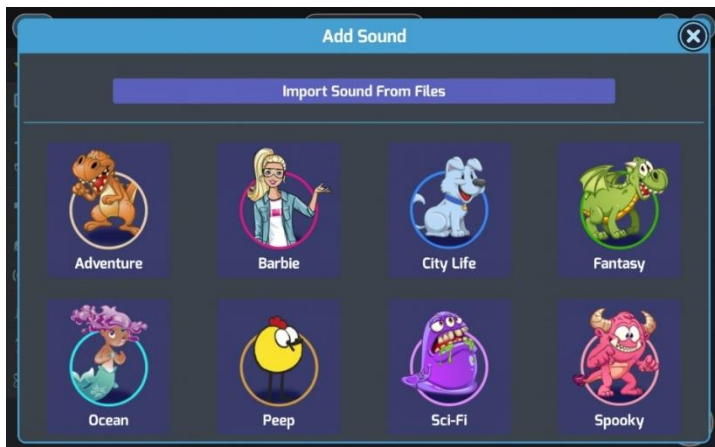 Add Sound
Import Sound From Files
Adventure
Barbie
City Life
Fantasy
Ocean
Peep
Sci-Fi
Spooky